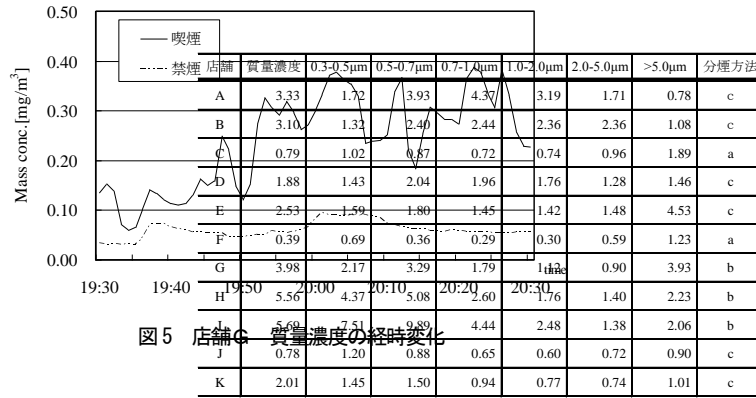 0.50
0.40
0.30
0.20
0.10
0.00
Mass conc.[mg/m³]
喫煙
禁煙
19:30 19:40 19:50 20:00 20:10 20:20 20:30
time
店舗 質量濃度 0.3-0.5μm 0.5-0.7μm 0.7-1.0μm 1.0-2.0μm 2.0-5.0μm >5.0μm 分煙方法
A 3.33 1.72 3.93 4.37 3.19 1.71 0.78 c
B 3.10 1.32 2.40 2.44 2.36 2.36 1.08 c
C 0.79 1.02 0.87 0.72 0.74 0.96 1.89 a
D 1.88 1.43 2.04 1.96 1.76 1.28 1.46 c
E 2.53 1.59 1.80 1.45 1.42 1.48 4.53 c
F 0.39 0.69 0.36 0.29 0.30 0.59 1.23 a
G 3.98 2.17 3.29 1.79 1.12 0.90 3.93 b
H 5.56 4.37 5.08 2.60 1.76 1.40 2.23 b
I 5.69 7.51 9.89 4.44 2.48 1.38 2.06 b
J 0.78 1.20 0.88 0.65 0.60 0.72 0.90 c
K 2.01 1.45 1.50 0.94 0.77 0.74 1.01 c
図5 店舗G 質量濃度の経時変化